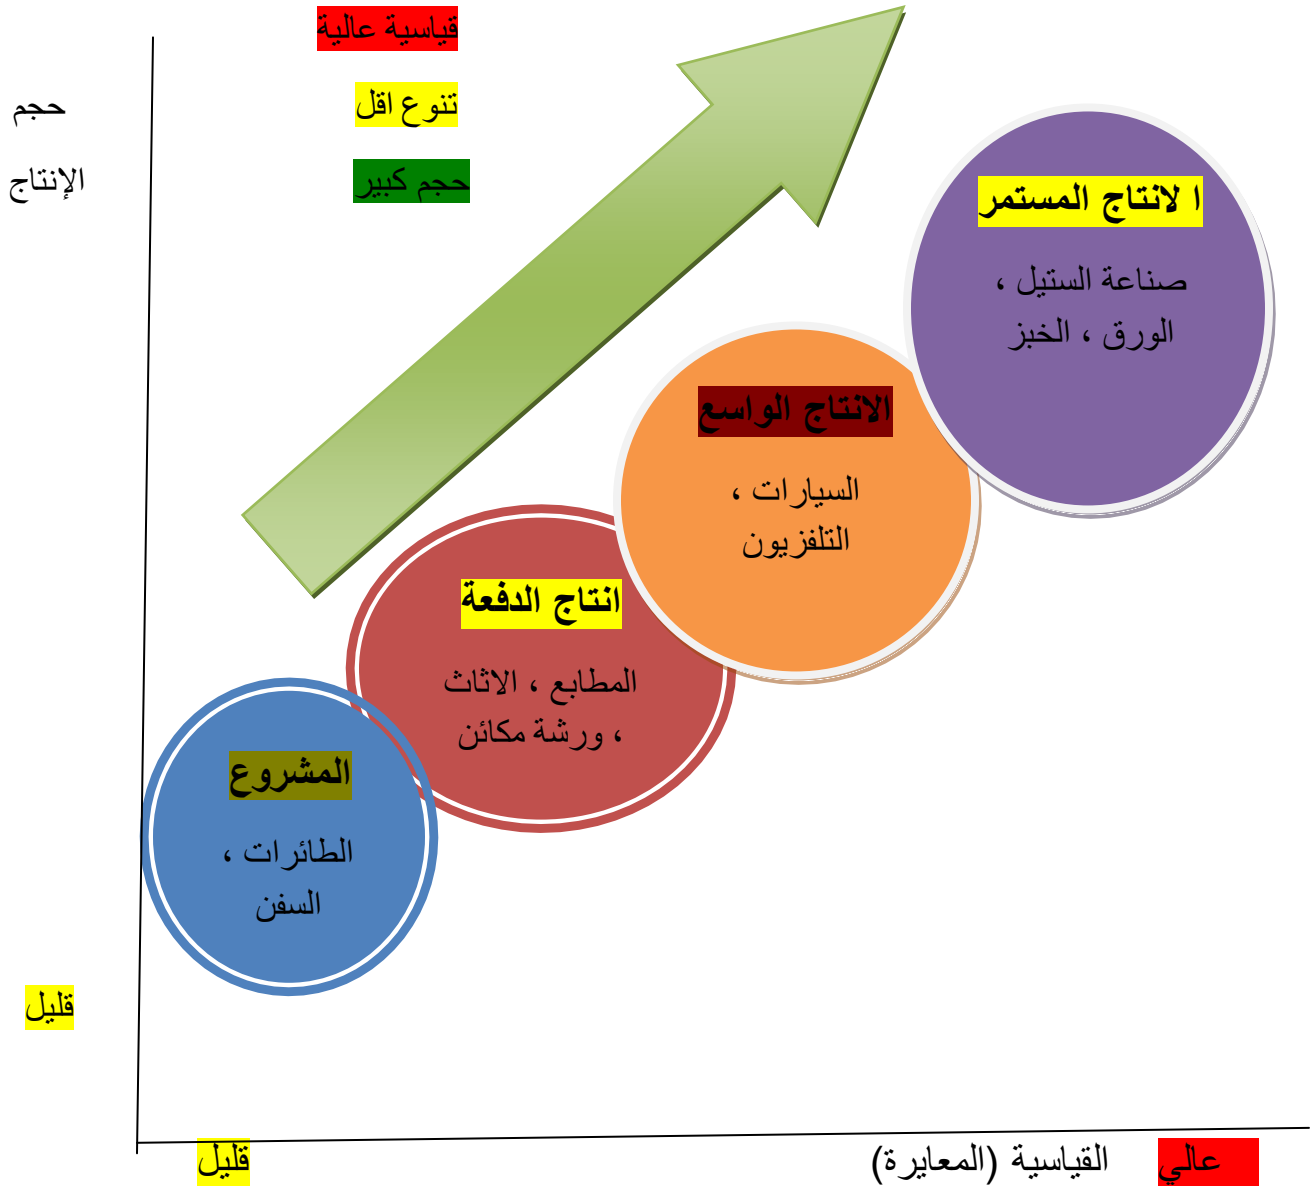 قياسية عالية
تنوع اقل
حجم كبير
حجم
الإنتاج
ا لانتاج المستمر
صناعة الستيل ،
الورق ، الخبز
الانتاج الواسع
السيارات ،
التلفزيون
انتاج الدفعة
المطابع ، الاثاث
، ورشة مكائن
المشروع
الطائرات ،
السفن
قليل
قليل
القياسية (المعايرة)
عالي